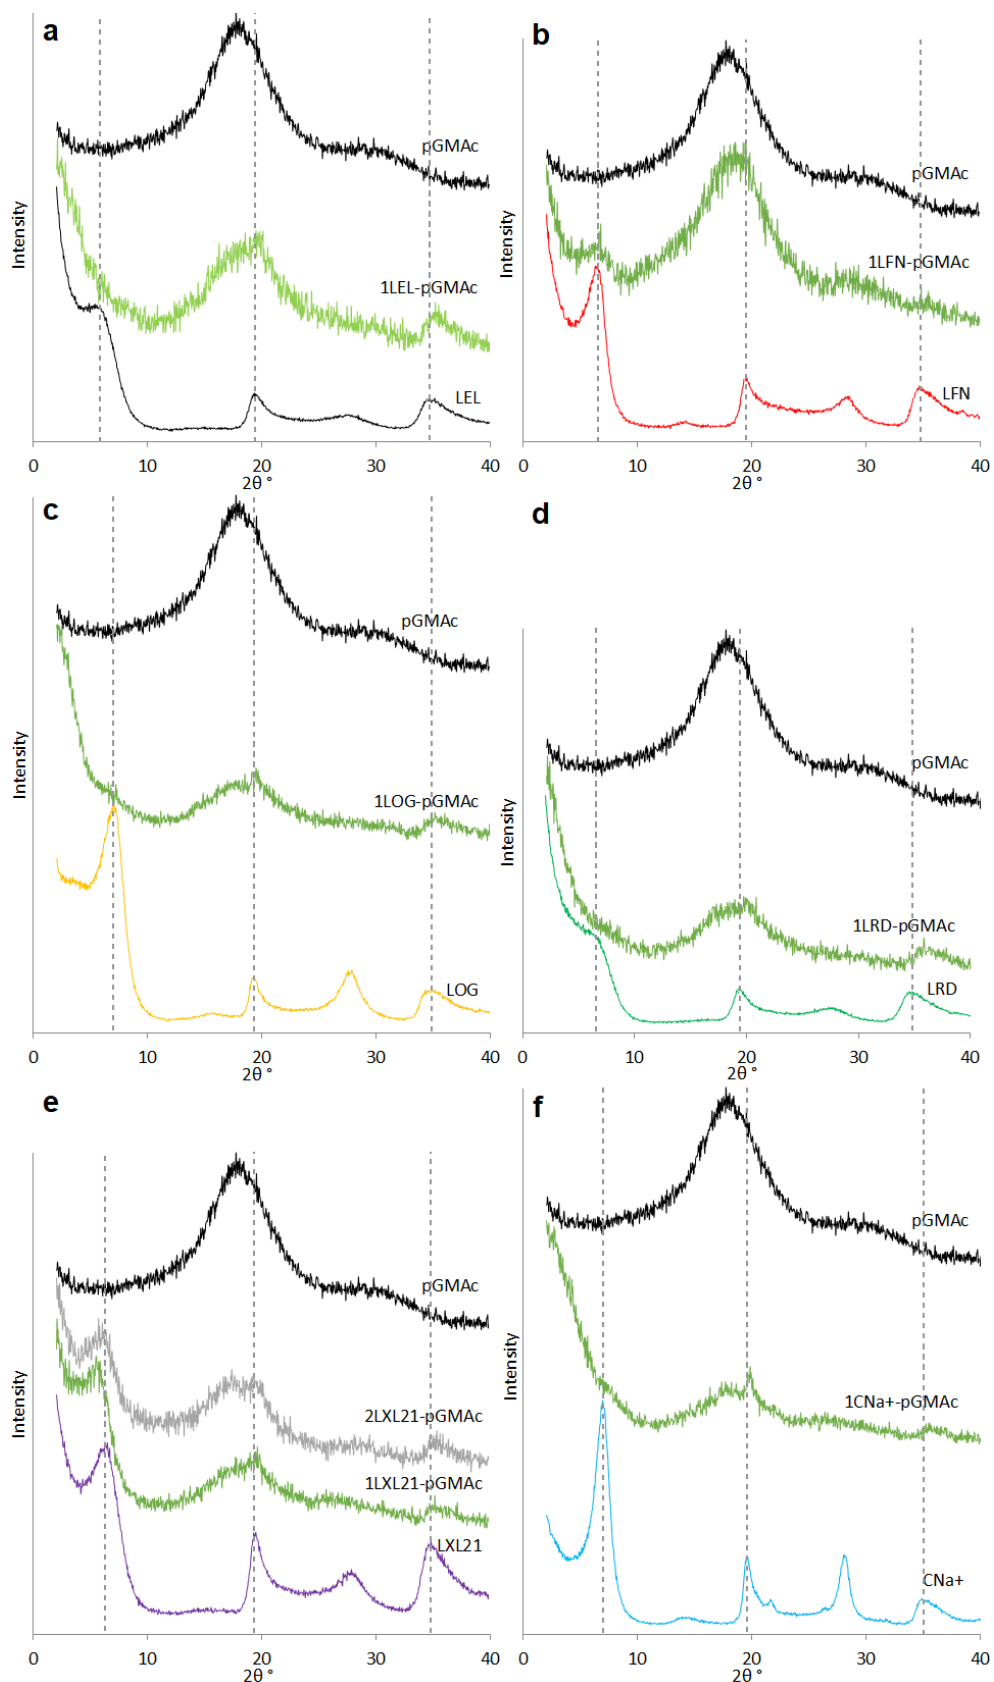 a
pGMAc
1LEL-pGMAc
LEL
Intensity
0 10 20 30 40
2θ °
b
pGMAc
1LFN-pGMAc
LFN
Intensity
0 10 20 30 40
2θ °
c
pGMAc
1LOG-pGMAc
LOG
Intensity
0 10 20 30 40
2θ °
d
pGMAc
1LRD-pGMAc
LRD
Intensity
0 10 20 30 40
2θ °
e
pGMAc
2LXL21-pGMAc
1LXL21-pGMAc
LXL21
Intensity
0 10 20 30 40
2θ °
f
pGMAc
1CNa+-pGMAc
CNa+
Intensity
0 10 20 30 40
2θ °